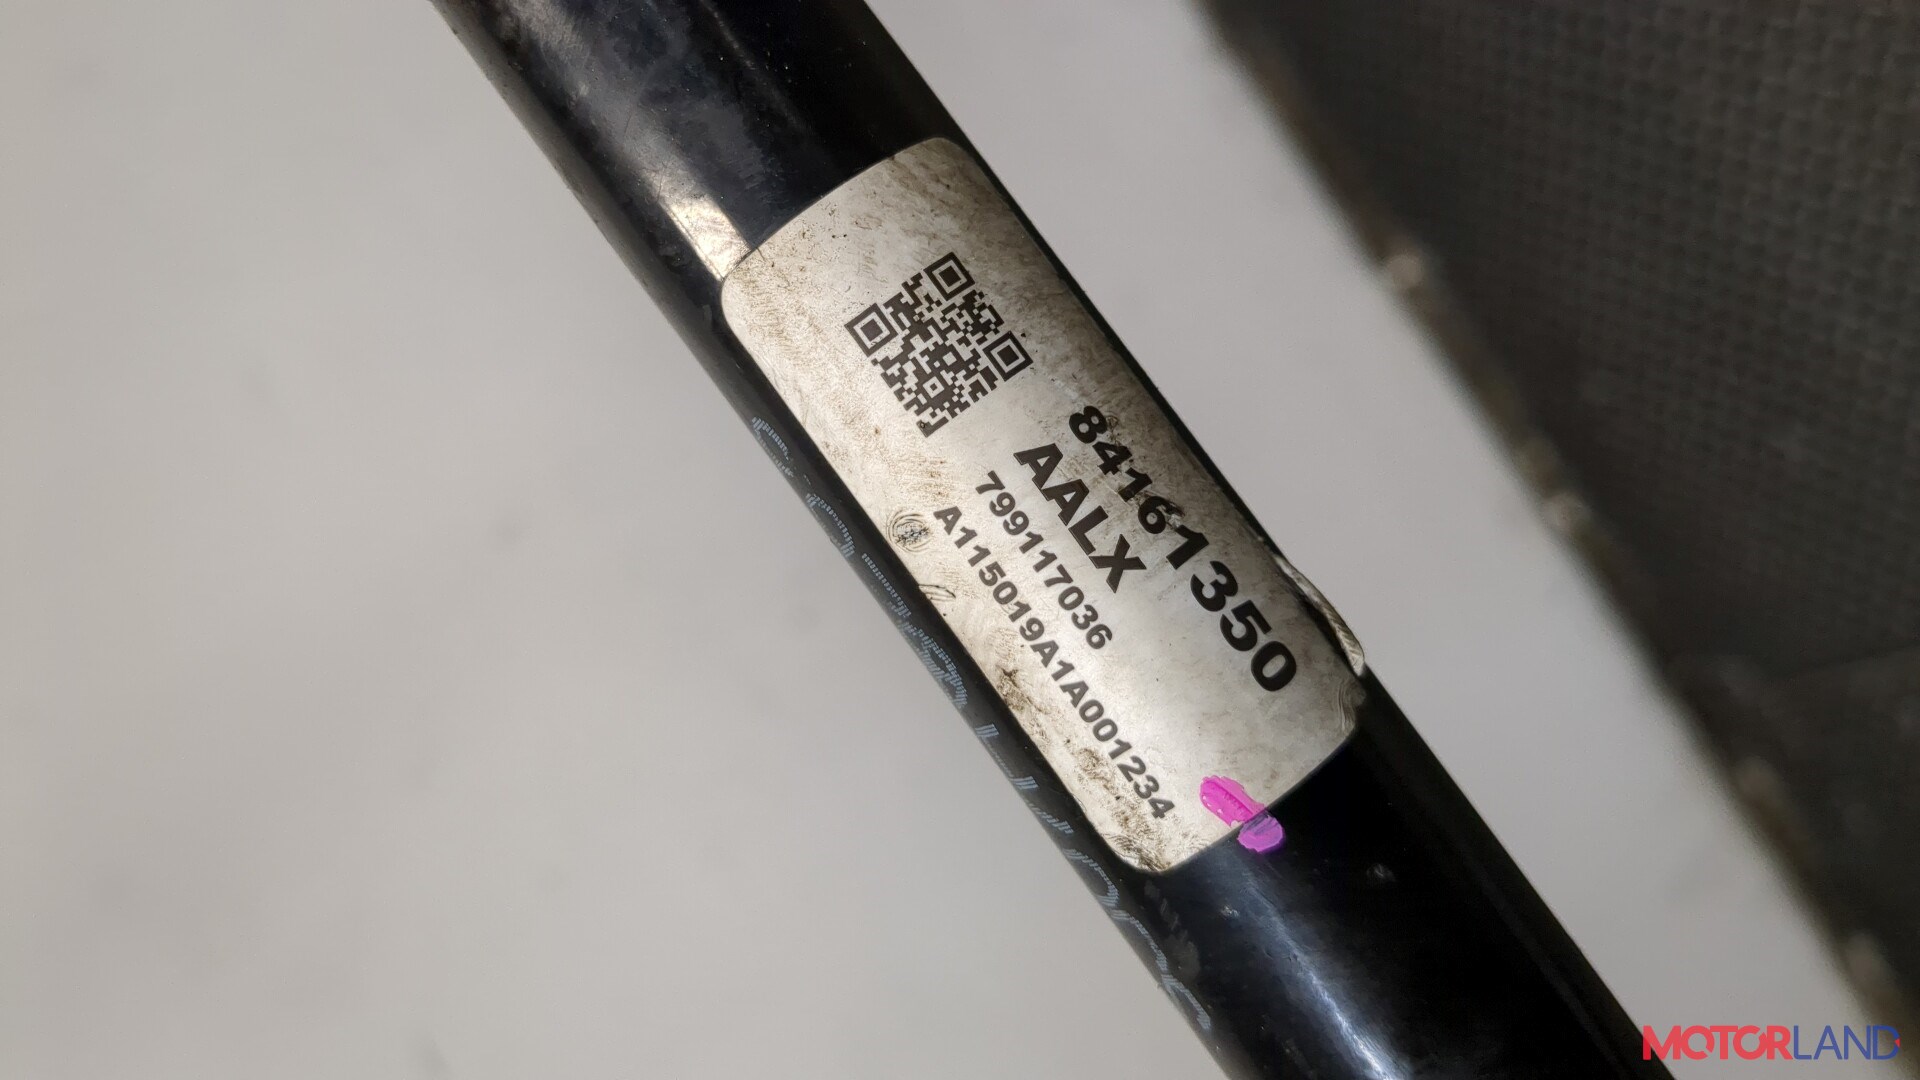 84161350
AALX
799117036
A115019A1A001234
MOTORLAND